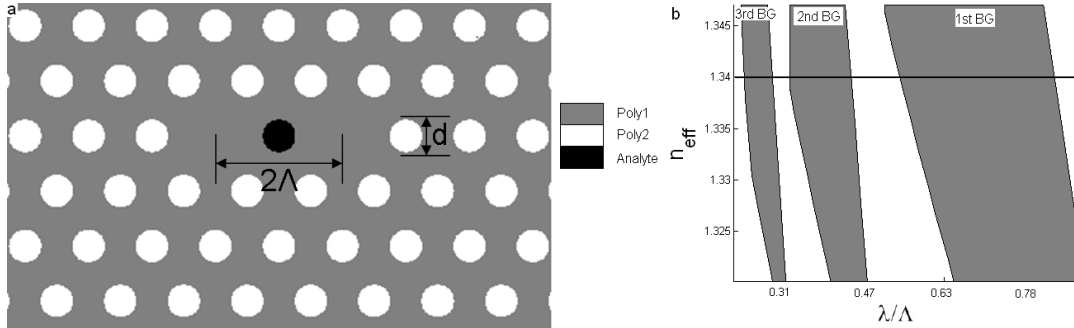 a
d
2Λ
Poly1
Poly2
Analyte
b
3rd BG
2nd BG
1st BG
1.345
1.34
1.335
1.33
1.325
n_eff
0.31
0.47
0.63
0.78
λ/Λ